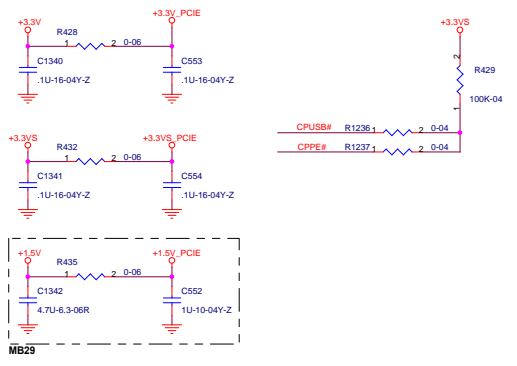 +3.3V
+3.3V_PCIE
R428
1
2
0-06
C1340
.1U-16-04Y-Z
C553
.1U-16-04Y-Z
+3.3VS
+3.3VS_PCIE
R432
1
2
0-06
C1341
.1U-16-04Y-Z
C554
.1U-16-04Y-Z
+1.5V
+1.5V_PCIE
R435
1
2
0-06
C1342
4.7U-6.3-06R
C552
1U-10-04Y-Z
MB29
+3.3VS
2
R429
100K-04
1
CPUSB#
R1236
1
2
0-04
CPPE#
R1237
1
2
0-04